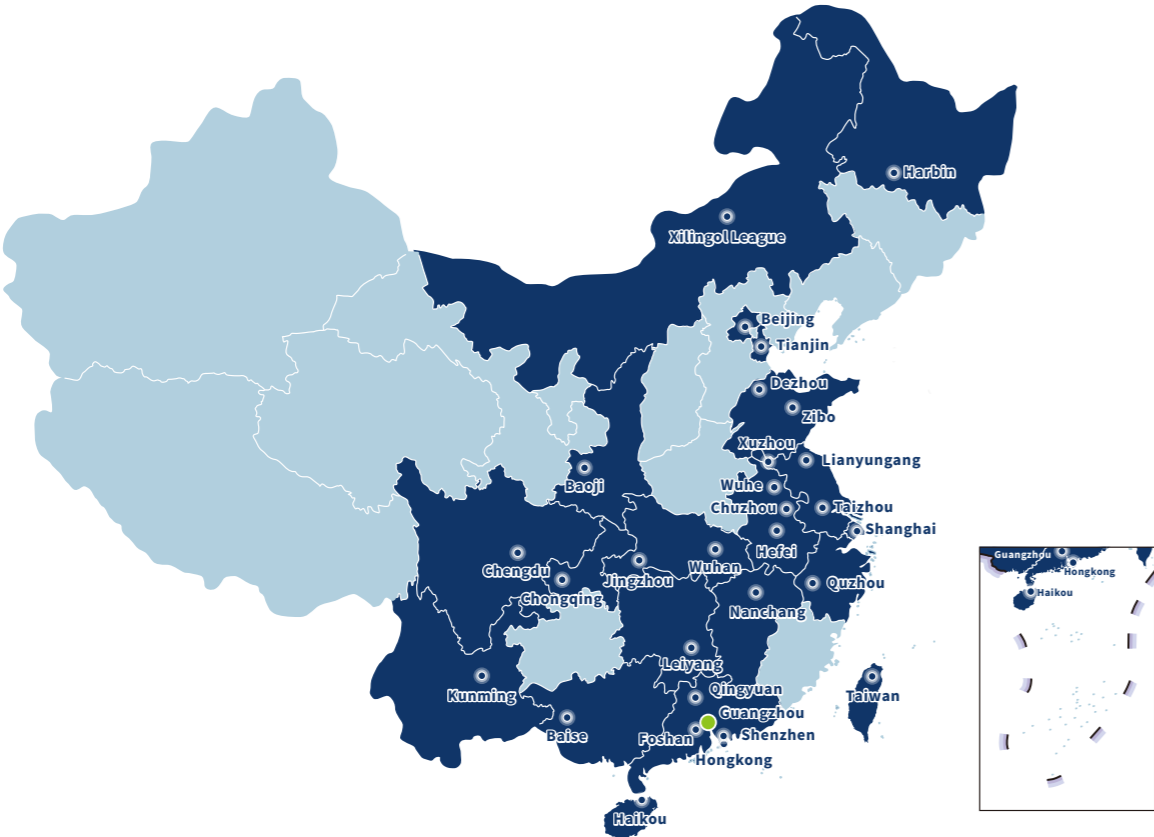 Harbin
Xilingol League
Beijing
Tianjin
Dezhou
Zibo
Xuzhou
Lianyungang
Baoji
Wuhe
Chuzhou
Taizhou
Shanghai
Hefei
Chengdu
Jingzhou
Wuhan
Chongqing
Quzhou
Nanchang
Leiyang
Kunming
Qingyuan
Taiwan
Guangzhou
Baise
Foshan
Shenzhen
Hongkong
Haikou
Guangzhou
Hongkong
Haikou